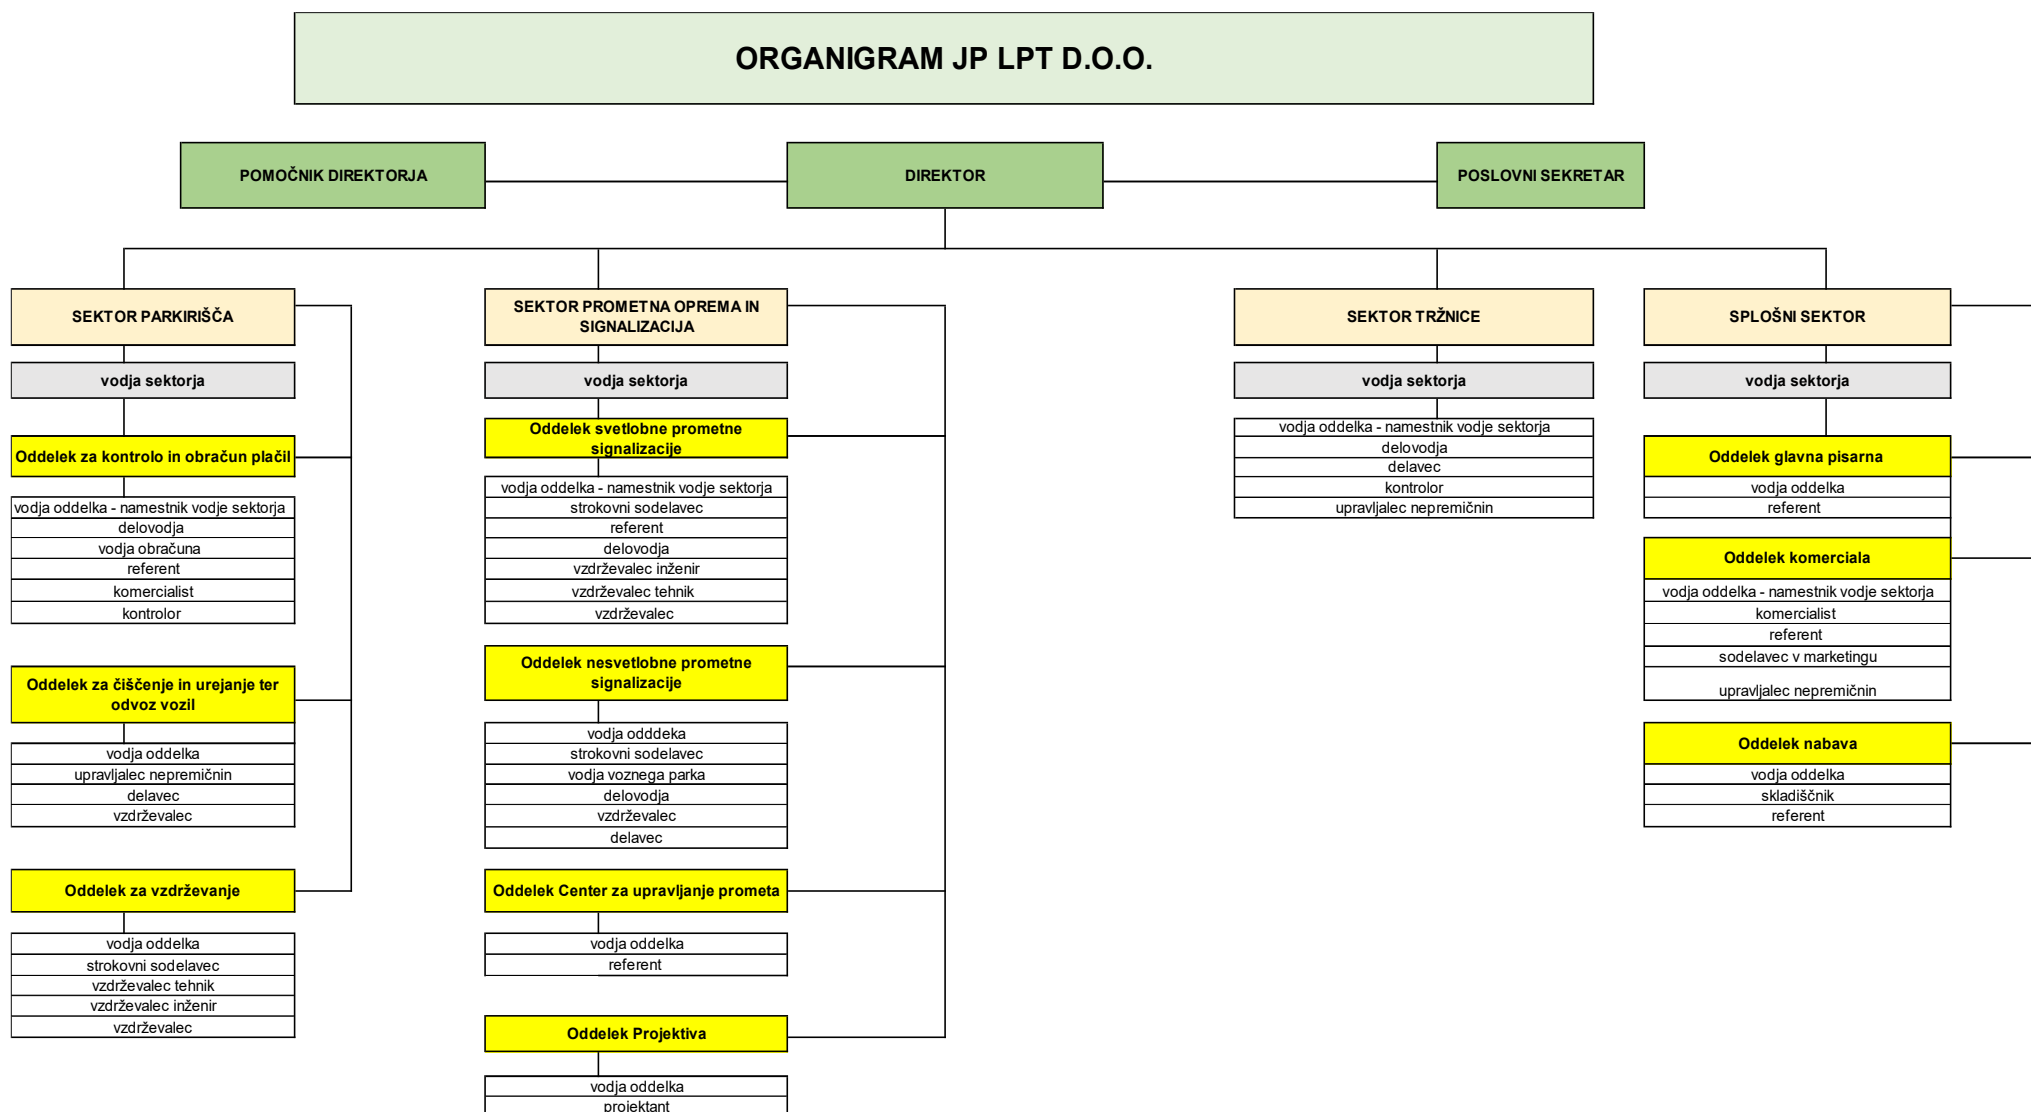 ORGANIGRAM JP LPT D.O.O.
POMOČNIK DIREKTORJA
DIREKTOR
POSLOVNI SEKRETAR
SEKTOR PARKIRIŠČA
vodja sektorja
Oddelek za kontrolo in obračun plačil
vodja oddelka - namestnik vodje sektorja
delovodja
vodja obračuna
referent
komercialist
kontrolor
Oddelek za čiščenje in urejanje ter
odvoz vozil
vodja oddelka
upravljalec nepremičnin
delavec
vzdrževalec
Oddelek za vzdrževanje
vodja oddelka
strokovni sodelavec
vzdrževalec tehnik
vzdrževalec inženir
vzdrževalec
SEKTOR PROMETNA OPREMA IN
SIGNALIZACIJA
vodja sektorja
Oddelek svetlobne prometne
signalizacije
vodja oddelka - namestnik vodje sektorja
strokovni sodelavec
referent
delovodja
vzdrževalec inženir
vzdrževalec tehnik
vzdrževalec
Oddelek nesvetlobne prometne
signalizacije
vodja odddeka
strokovni sodelavec
vodja voznega parka
delovodja
vzdrževalec
delavec
Oddelek Center za upravljanje prometa
vodja oddelka
referent
Oddelek Projektiva
vodja oddelka
projektant
SEKTOR TRŽNICE
vodja sektorja
vodja oddelka - namestnik vodje sektorja
delovodja
delavec
kontrolor
upravljalec nepremičnin
SPLOŠNI SEKTOR
vodja sektorja
Oddelek glavna pisarna
vodja oddelka
referent
Oddelek komerciala
vodja oddelka - namestnik vodje sektorja
komercialist
referent
sodelavec v marketingu
upravljalec nepremičnin
Oddelek nabava
vodja oddelka
skladiščnik
referent